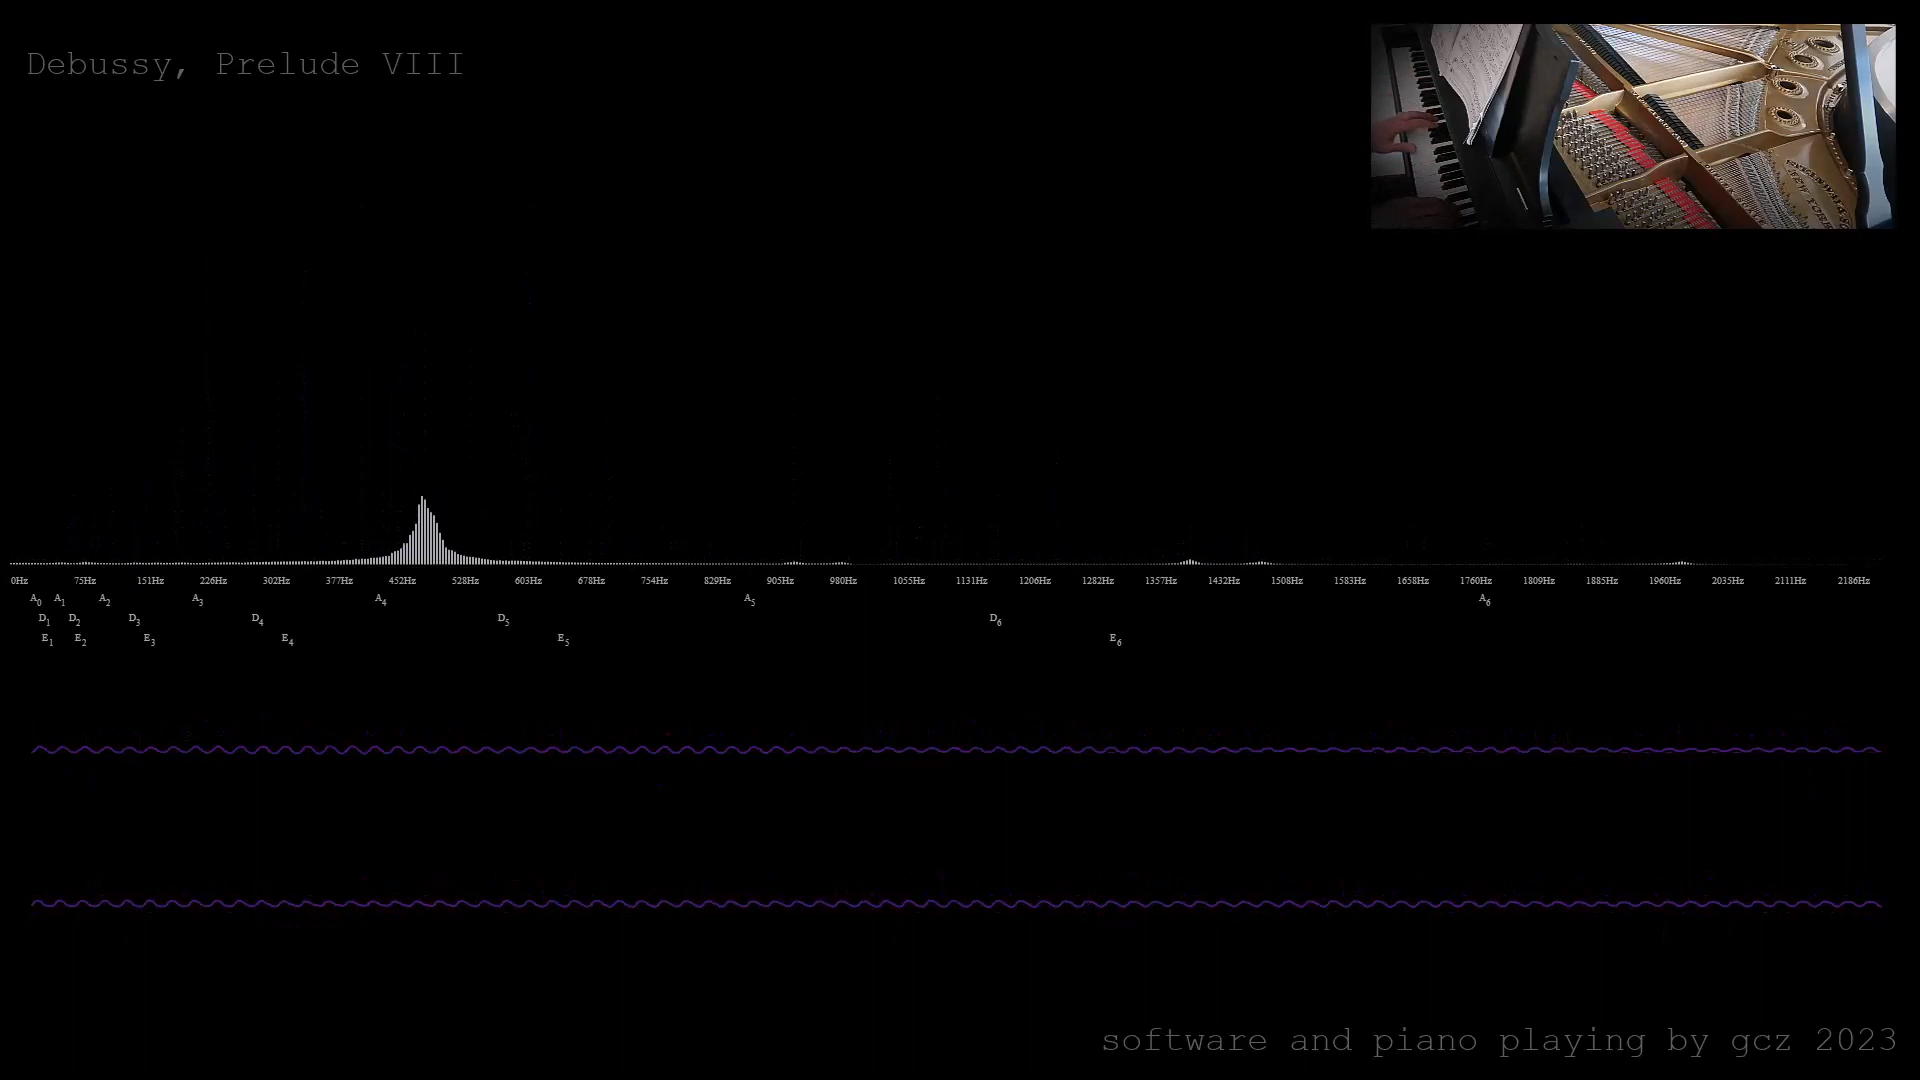 Debussy, Prelude VIII
0Hz 75Hz 151Hz 226Hz 302Hz 377Hz 452Hz 528Hz 603Hz 678Hz 754Hz 829Hz 905Hz 980Hz 1055Hz 1131Hz 1206Hz 1282Hz 1357Hz 1432Hz 1508Hz 1583Hz 1658Hz 1760Hz 1809Hz 1885Hz 1960Hz 2035Hz 2111Hz 2186Hz
A0 A1 A2 A3 A4 A5 A6
D1 D2 D3 D4 D5 D6
E1 E2 E3 E4 E5 E6
software and piano playing by gcz 2023